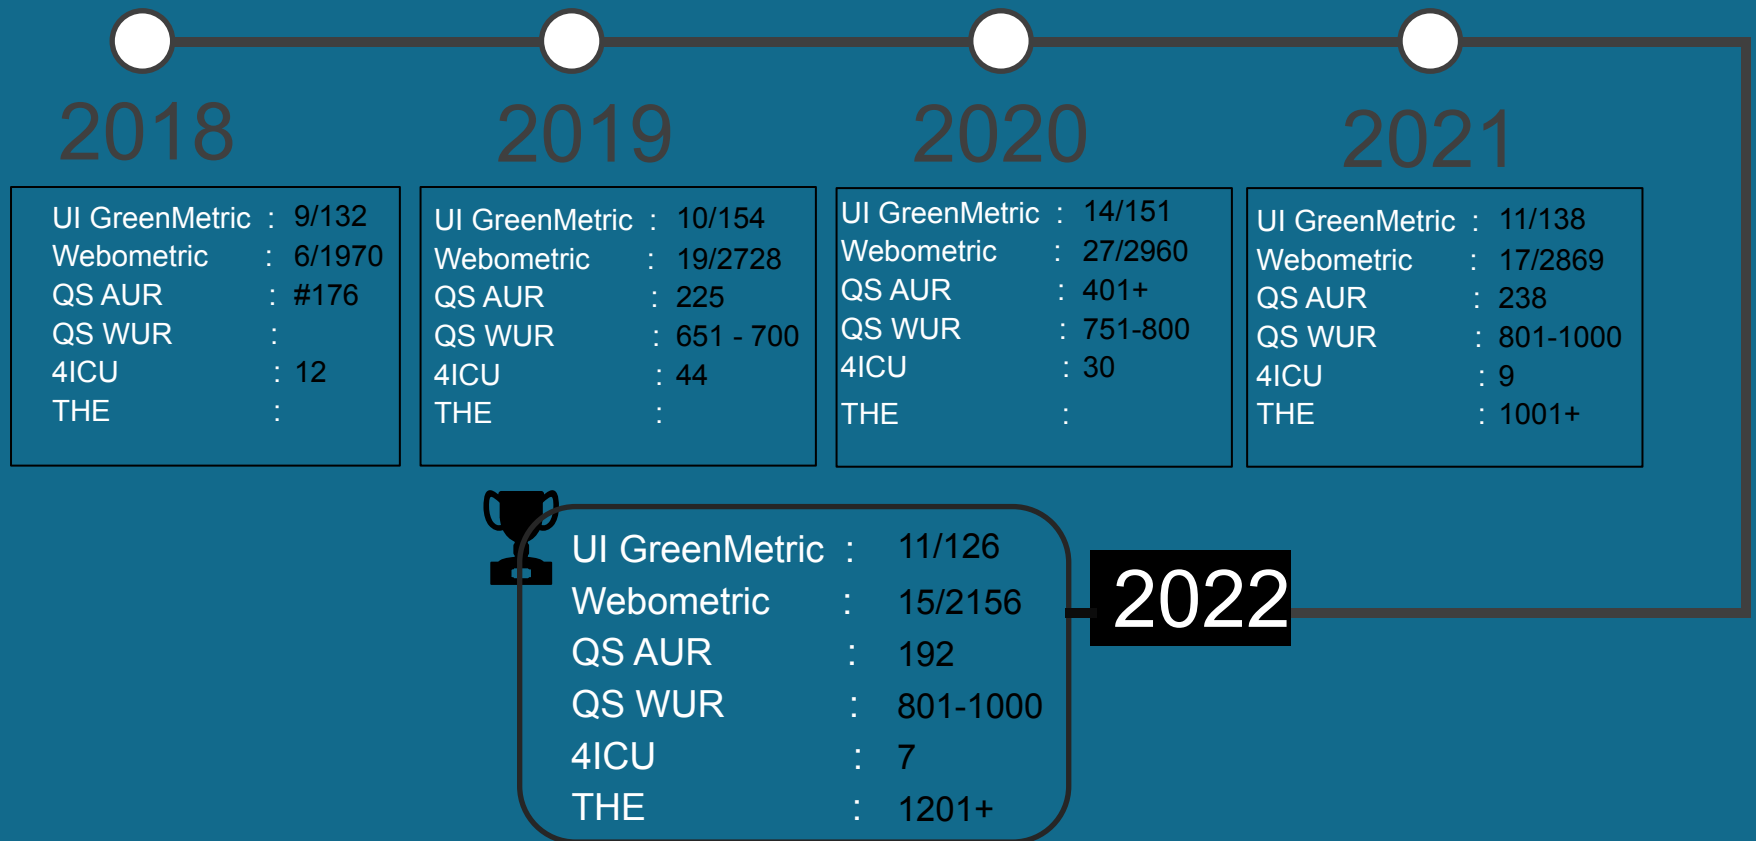 2018
UI GreenMetric : 9/132
Webometric : 6/1970
QS AUR : #176
QS WUR :
4ICU : 12
THE :
2019
UI GreenMetric : 10/154
Webometric : 19/2728
QS AUR : 225
QS WUR : 651 - 700
4ICU : 44
THE :
2020
UI GreenMetric : 14/151
Webometric : 27/2960
QS AUR : 401+
QS WUR : 751-800
4ICU : 30
THE :
2021
UI GreenMetric : 11/138
Webometric : 17/2869
QS AUR : 238
QS WUR : 801-1000
4ICU : 9
THE : 1001+
2022
UI GreenMetric : 11/126
Webometric : 15/2156
QS AUR : 192
QS WUR : 801-1000
4ICU : 7
THE : 1201+